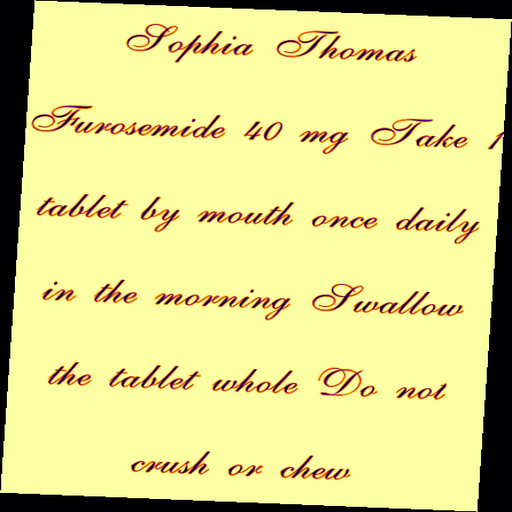 Sophia Thomas
Furosemide 40 mg Take 1
tablet by mouth once daily
in the morning Swallow
the tablet whole Do not
crush or chew